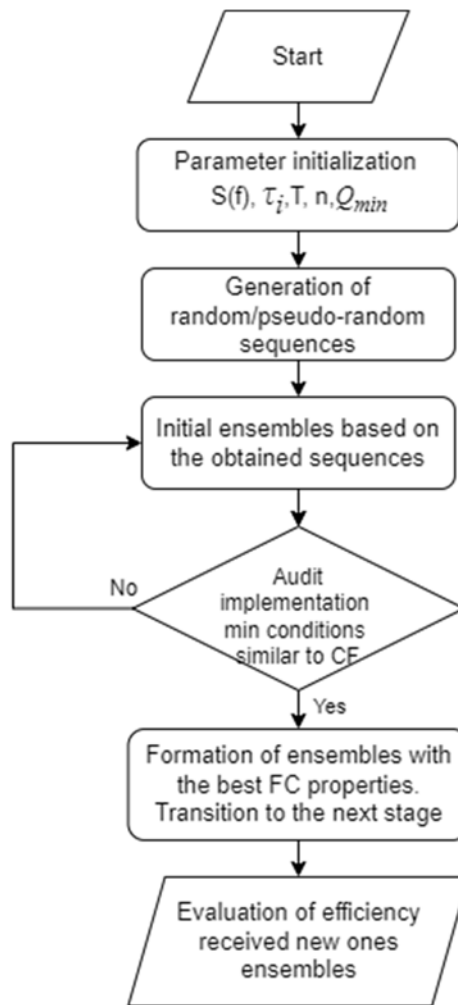 Start
Parameter initialization
S(f), τi,T, n,Qmin
Generation of
random/pseudo-random
sequences
Initial ensembles based on
the obtained sequences
No
Audit
implementation
min conditions
similar to CF
Yes
Formation of ensembles with
the best FC properties.
Transition to the next stage
Evaluation of efficiency
received new ones
ensembles